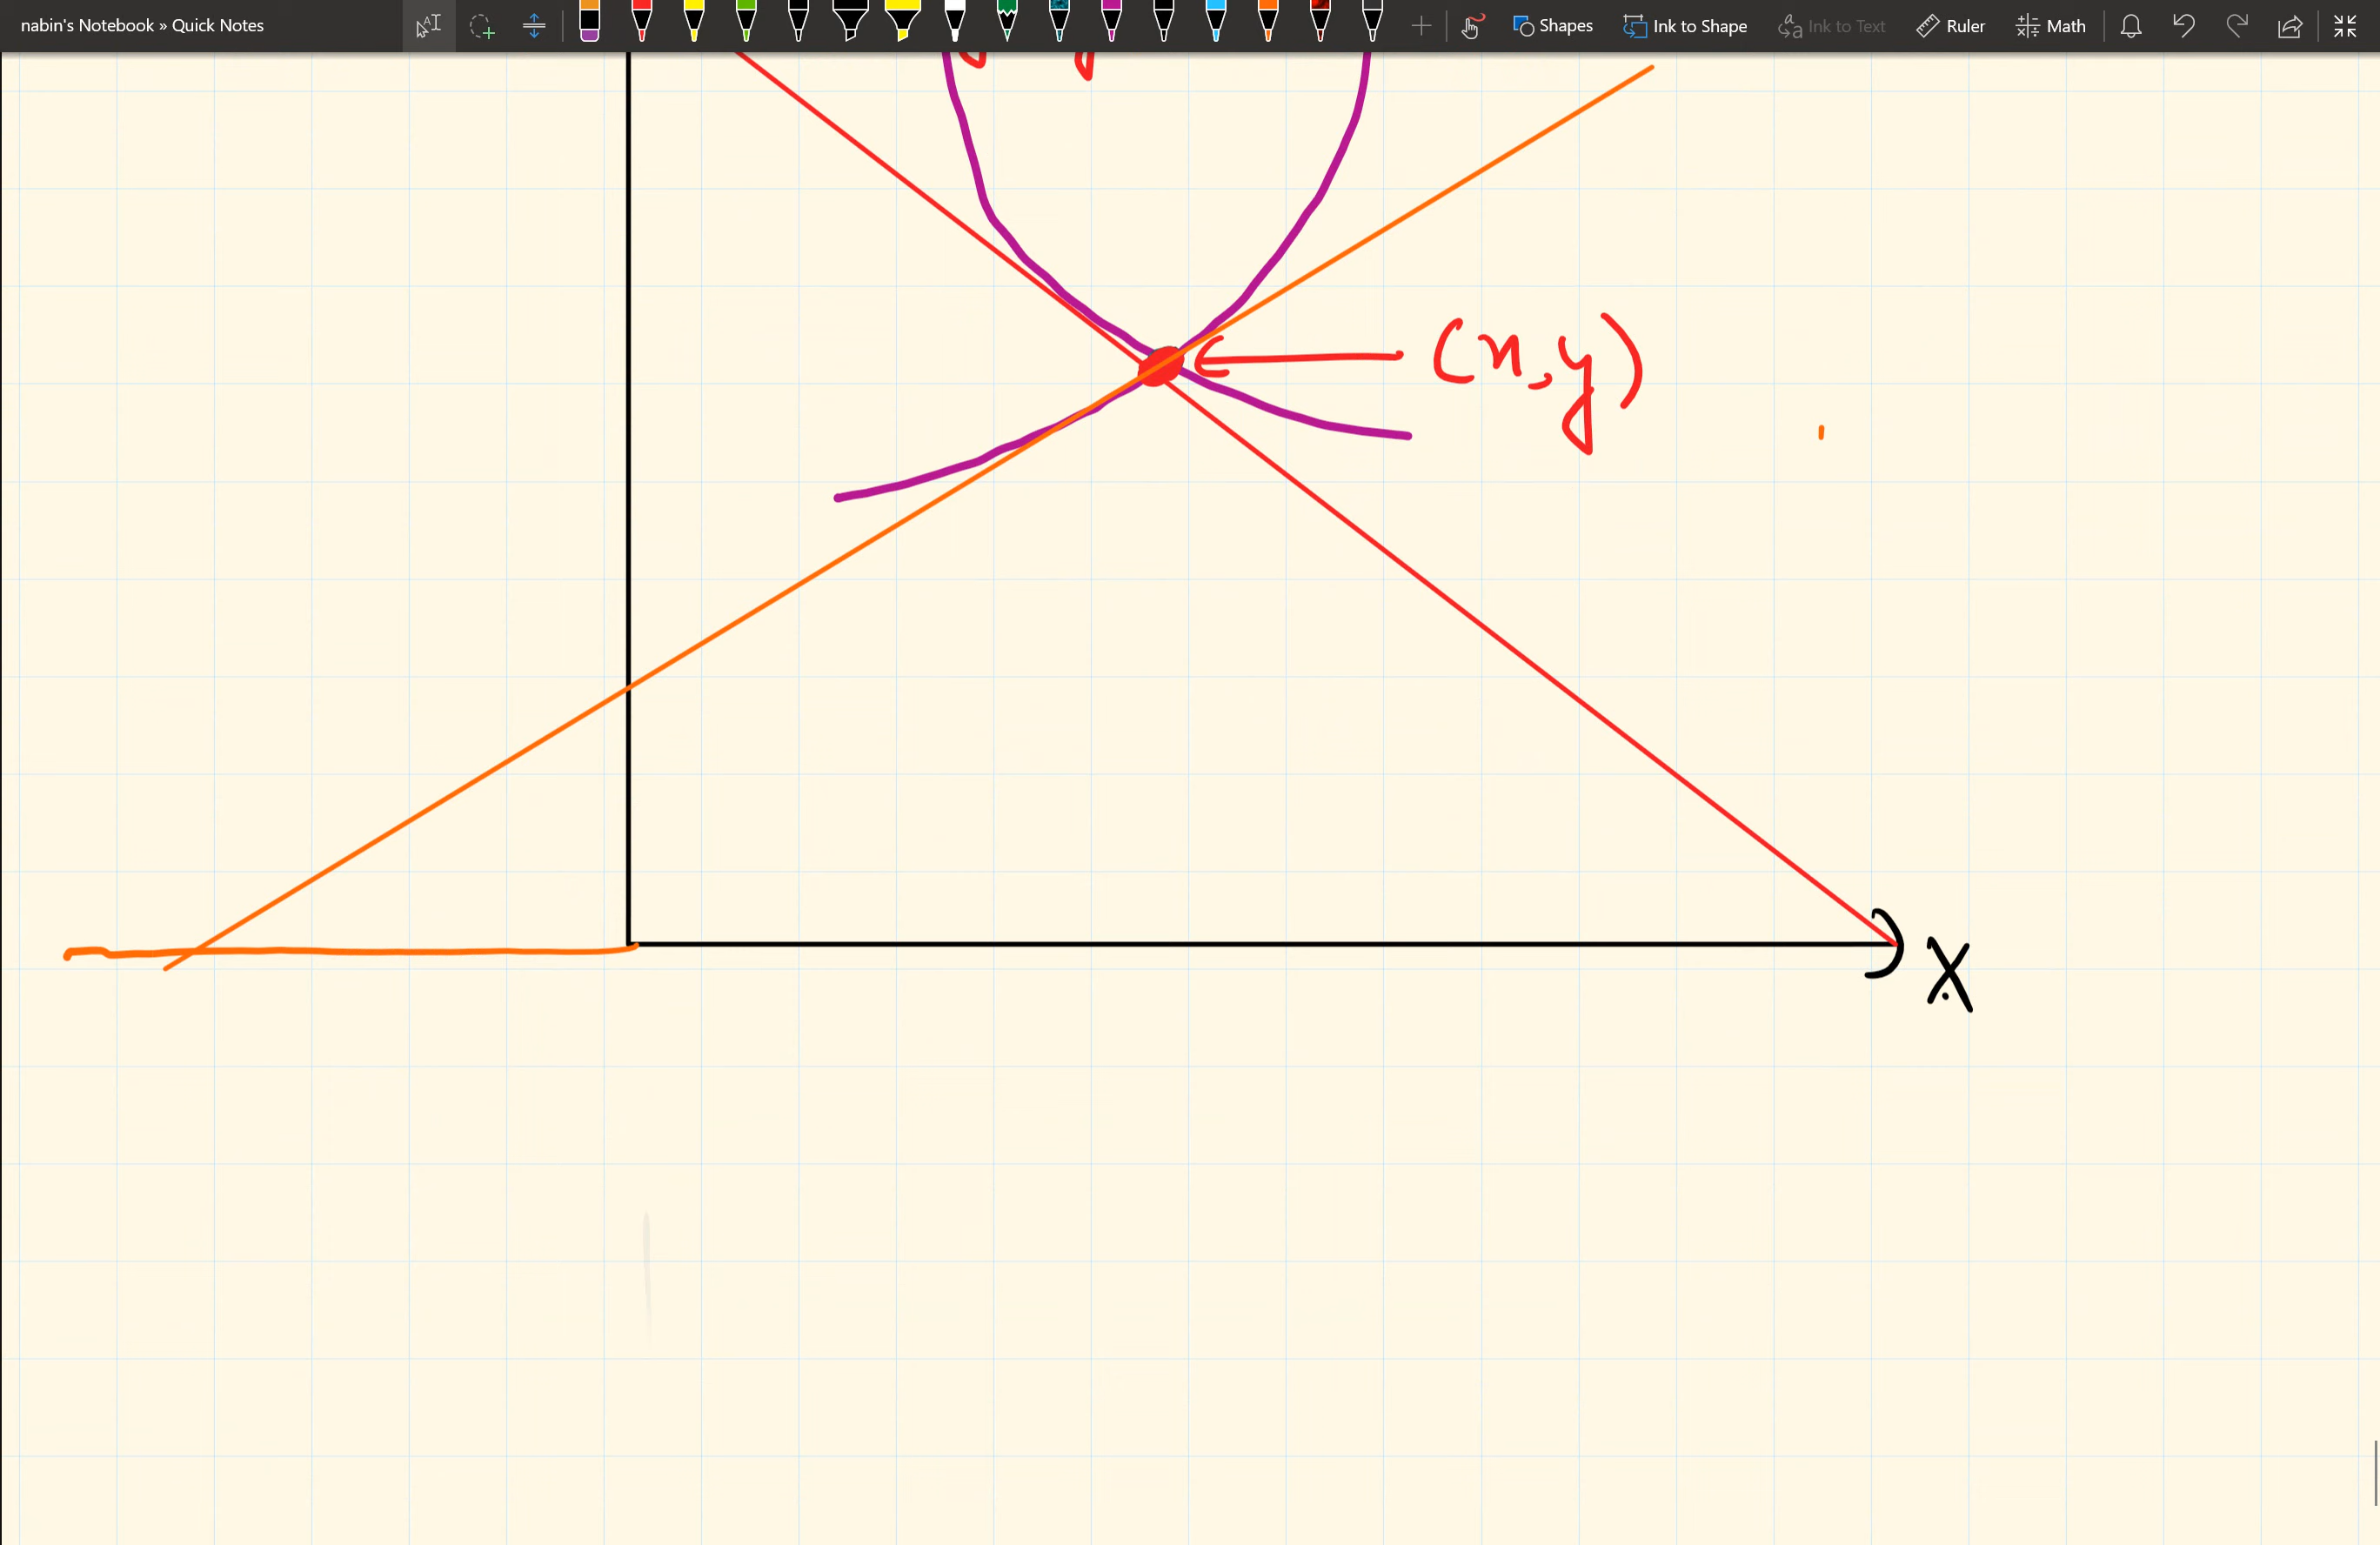 nabin's Notebook » Quick Notes Shapes Ink to Shape Ink to Text Ruler Math
(x, y)
X